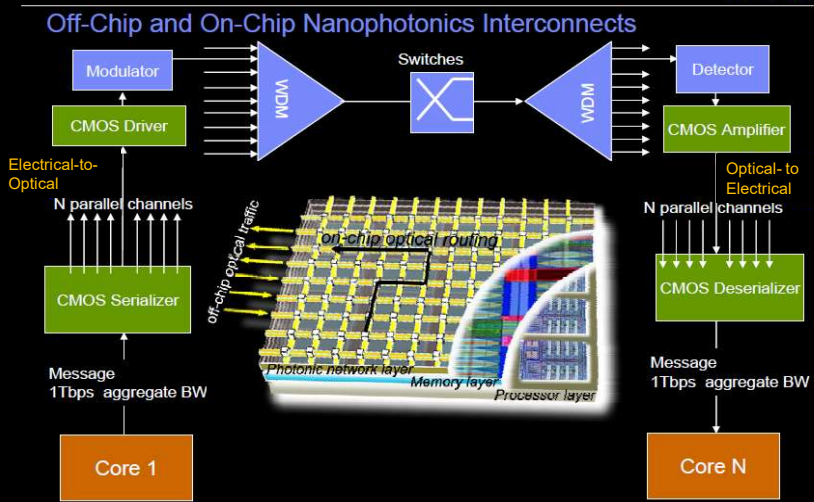 Off-Chip and On-Chip Nanophotonics Interconnects
Modulator
WDM
Switches
WDM
Detector
CMOS Driver
CMOS Amplifier
Electrical-to-
Optical
Optical- to
Electrical
N parallel channels
N parallel channels
off-chip optical traffic
on-chip optical routing
CMOS Serializer
CMOS Deserializer
Message
1Tbps aggregate BW
Photonic network layer
Memory layer
Processor layer
Message
1Tbps aggregate BW
Core 1
Core N